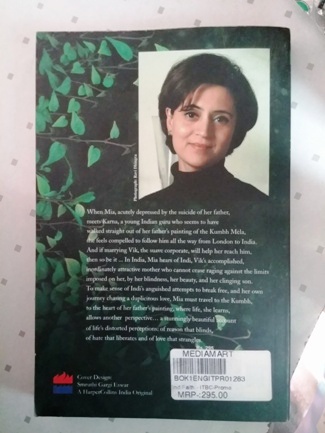 When Mia, acutely depressed by the suicide of her father,
meets Karna, a young Indian guru who seems to have
walked straight out of her father's painting of the Kumbh Mela,
she feels compelled to follow him all the way from London to India.
And if marrying Vik, the suave corporate, will help her reach him,
then so be it ... In India, Mia hears of Indi, Vik's accomplished,
inordinately attractive mother who cannot cease raging against the limits
imposed on her, by her blindness, her beauty, and her clinging son.
To make sense of Indi's anguished attempts to break free, and her own
journey chasing a duplicitous love, Mia must travel to the Kumbh,
to the heart of her father's painting, where life, she learns,
allows another perspective... a stunningly beautiful
of life's distorted perceptions: of reason that blinds,
of hate that liberates and of love that strangles.
MEDIAMART
BOK1ENGITPR01263
MRP : 295.00
Cover Design:
A HarperCollins India Original